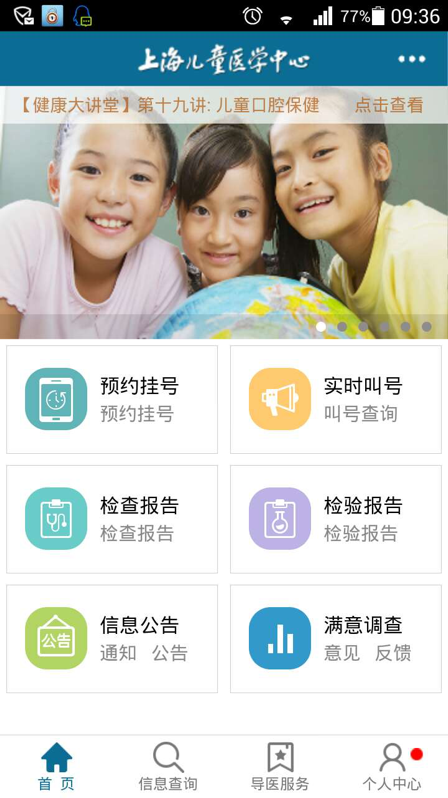 77% 09:36
上海儿童医学中心
【健康大讲堂】第十九讲: 儿童口腔保健 点击查看
预约挂号
预约挂号
实时叫号
叫号查询
检查报告
检查报告
检验报告
检验报告
公告
信息公告
通知 公告
满意调查
意见 反馈
首 页
信息查询
导医服务
个人中心